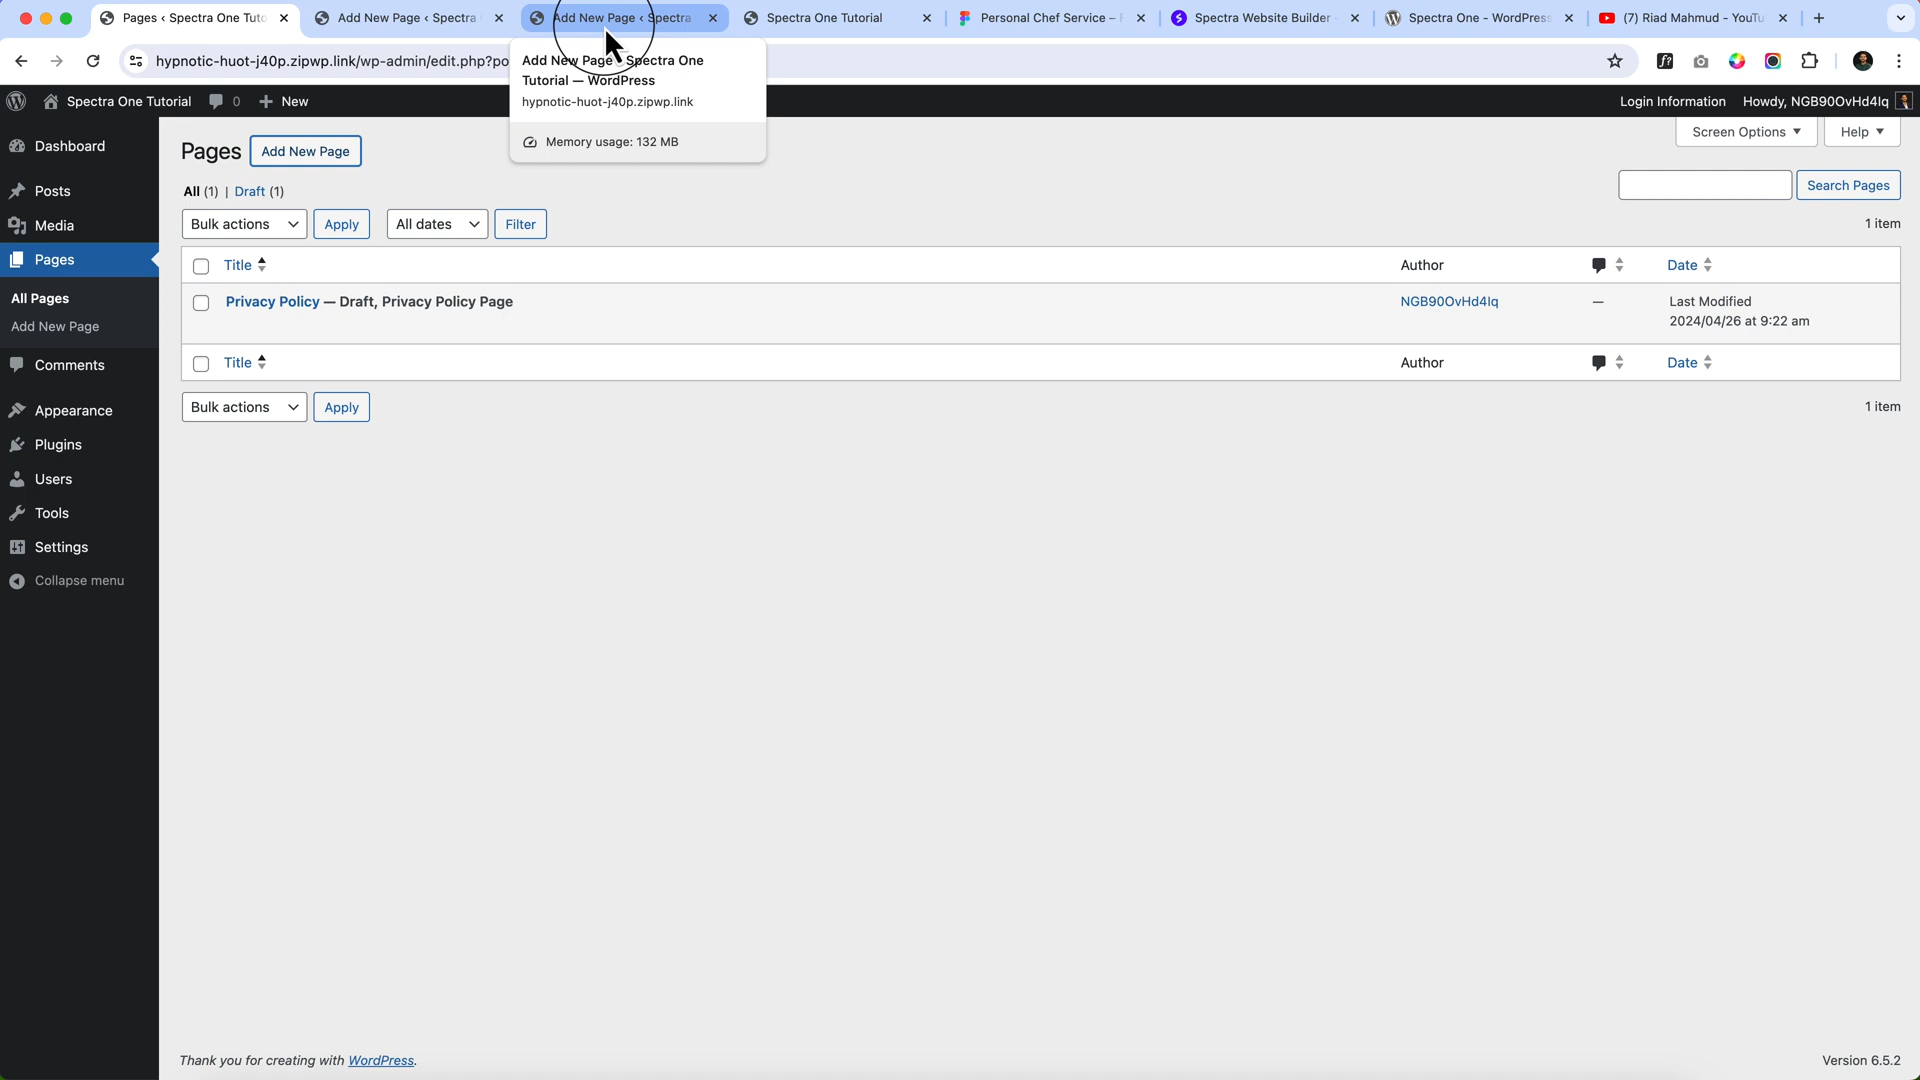 Pages < Spectra One Tuto
Add New Page < Spectra
Add New Page < Spectra
Spectra One Tutorial
Personal Chef Service – F
Spectra Website Builder
Spectra One - WordPress
(7) Riad Mahmud - YouTu
hypnotic-huot-j40p.zipwp.link/wp-admin/edit.php?po
Add New Page < Spectra One
Tutorial — WordPress
hypnotic-huot-j40p.zipwp.link
Memory usage: 132 MB
Spectra One Tutorial
0
New
Login Information
Howdy, NGB90OvHd4lq
Dashboard
Posts
Media
Pages
All Pages
Add New Page
Comments
Appearance
Plugins
Users
Tools
Settings
Collapse menu
Pages
Add New Page
Screen Options
Help
All (1) | Draft (1)
Search Pages
Bulk actions
Apply
All dates
Filter
1 item
Title
Author
Date
Privacy Policy — Draft, Privacy Policy Page
NGB90OvHd4lq
—
Last Modified
2024/04/26 at 9:22 am
Title
Author
Date
Bulk actions
Apply
1 item
Thank you for creating with WordPress.
Version 6.5.2